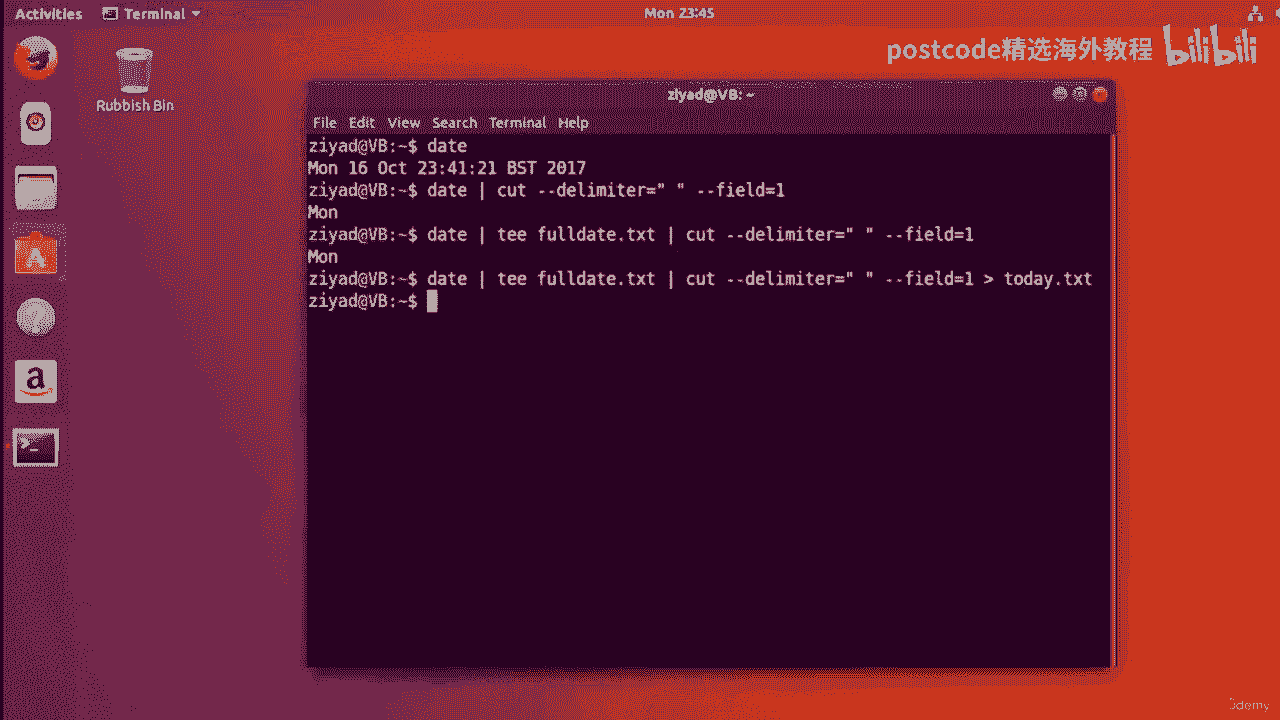 Activities Terminal Mon 23:45
postcode精选海外教程 bilibili
Rubbish Bin
ziyad@VB: ~
File Edit View Search Terminal Help
ziyad@VB:~$ date
Mon 16 Oct 23:41:21 BST 2017
ziyad@VB:~$ date | cut --delimiter=" " --field=1
Mon
ziyad@VB:~$ date | tee fulldate.txt | cut --delimiter=" " --field=1
Mon
ziyad@VB:~$ date | tee fulldate.txt | cut --delimiter=" " --field=1 > today.txt
ziyad@VB:~$
ûdemy